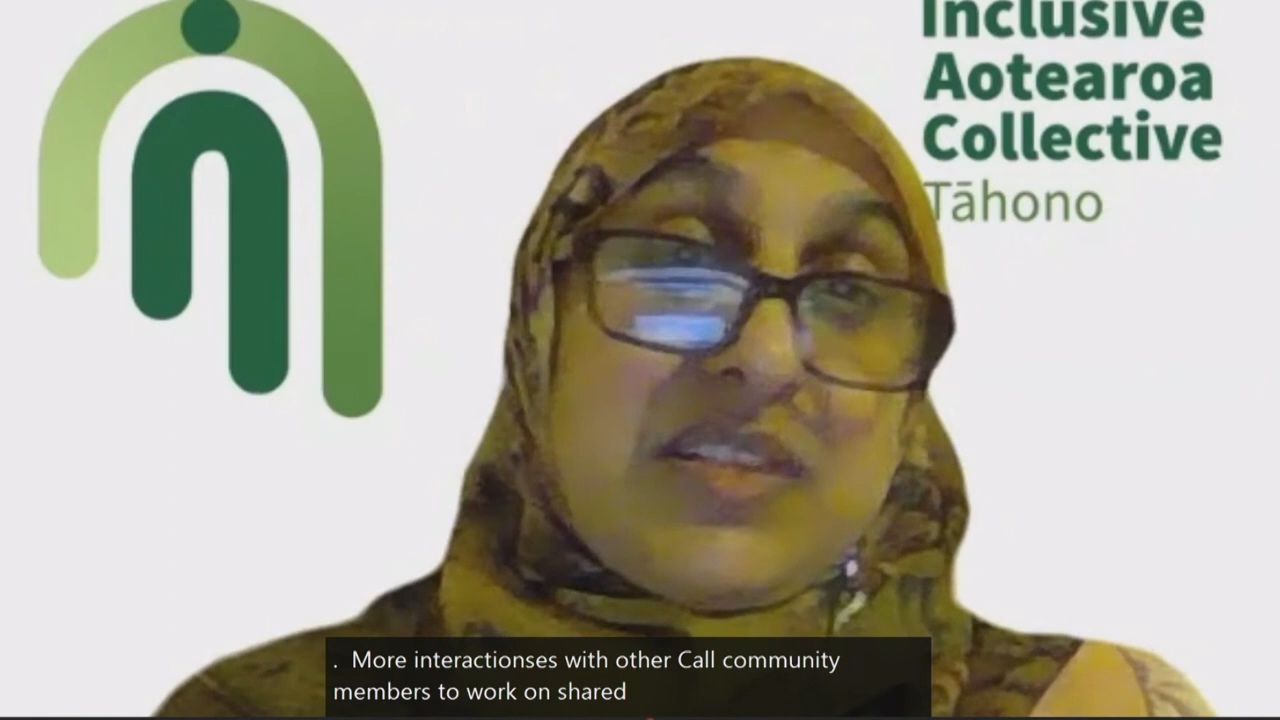 Inclusive
Aotearoa
Collective
Tāhono
. More interactionses with other Call community
members to work on shared